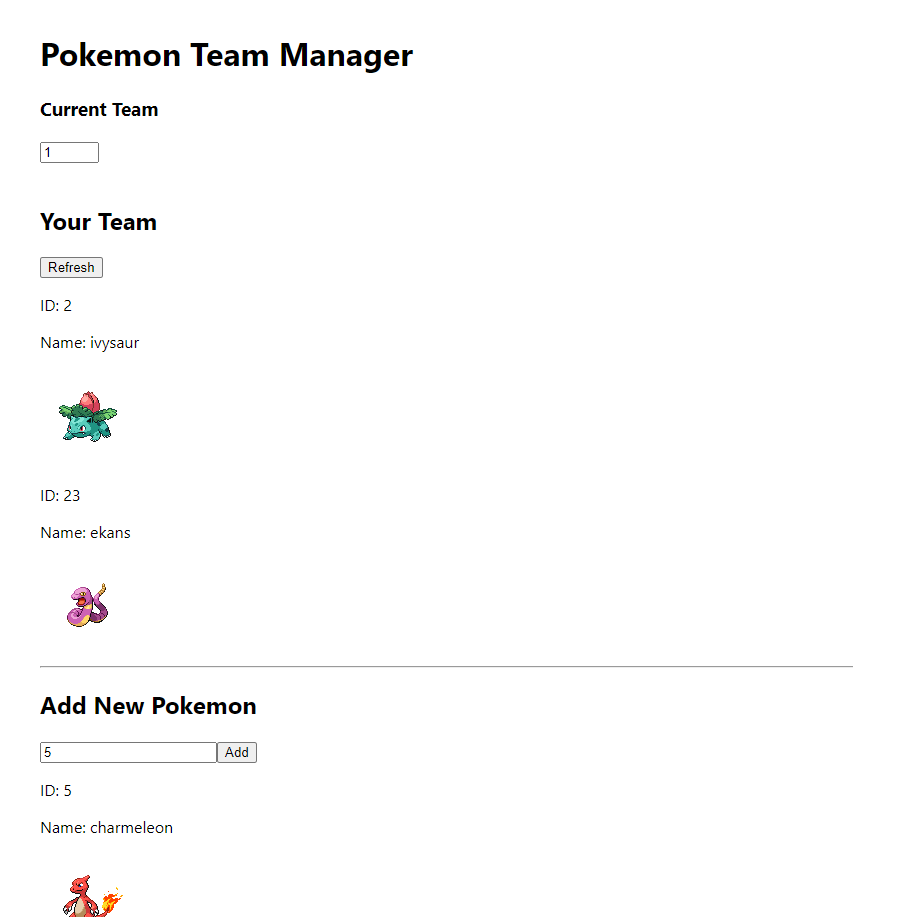 Pokemon Team Manager
Current Team
1
Your Team
Refresh
ID: 2
Name: ivysaur
ID: 23
Name: ekans
Add New Pokemon
5 Add
ID: 5
Name: charmeleon